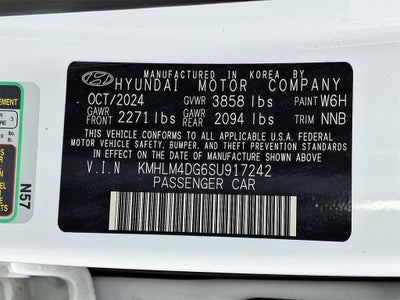 MANUFACTURED IN KOREA BY
HYUNDAI MOTOR COMPANY
OCT/2024 GVWR 3858 lbs PAINT W6H
GAWR FRONT 2271 lbs GAWR REAR 2094 lbs TRIM NNB
THIS VEHICLE CONFORMS TO ALL APPLICABLE U.S.A. FEDERAL
MOTOR VEHICLE SAFETY, BUMPER, AND THEFT PREVENTION STANDARDS
IN EFFECT ON THE DATE OF MANUFACTURE SHOWN ABOVE.
V.I.N KMHLM4DG6SU917242
PASSENGER CAR
N57
3